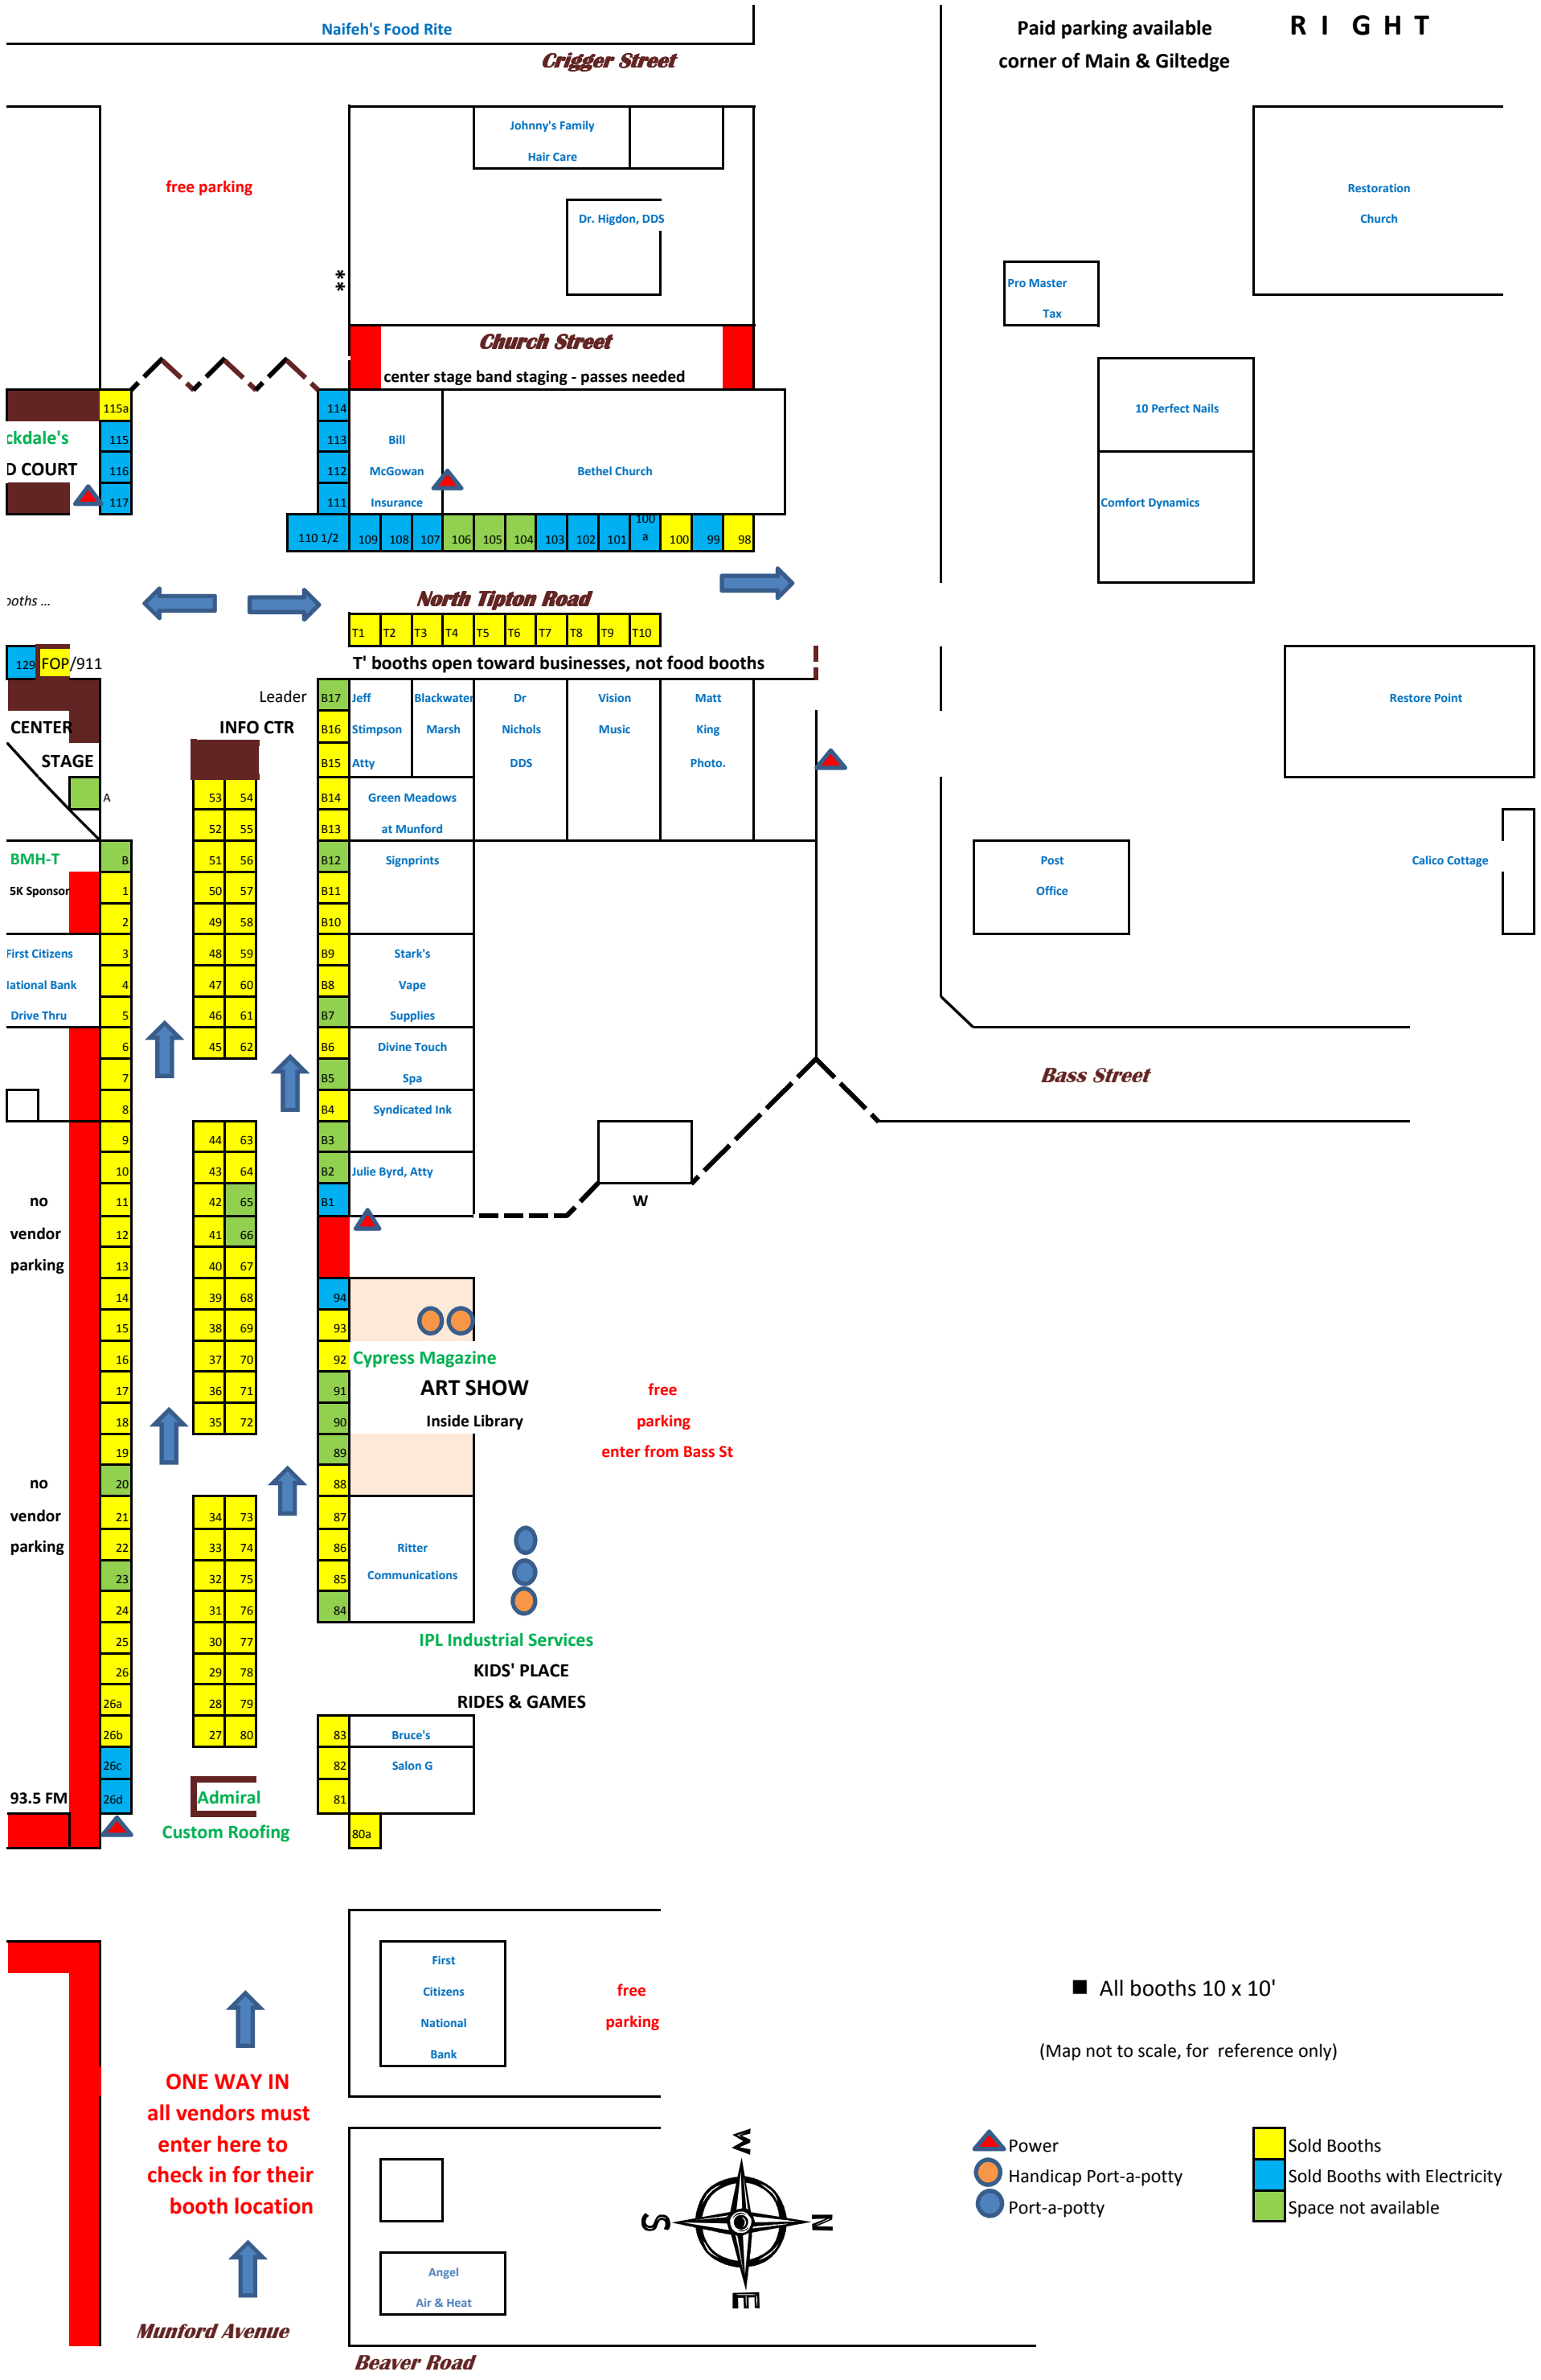 Naifeh's Food Rite
Crigger Street
Paid parking available
corner of Main & Giltedge
R I G H T
Johnny's Family
Hair Care
free parking
Dr. Higdon, DDS
Restoration
Church
**
Pro Master
Tax
Church Street
center stage band staging - passes needed
115a
114
10 Perfect Nails
ckdale's
115
113
Bill
D COURT
116
112
McGowan
Bethel Church
117
111
Insurance
Comfort Dynamics
110 1/2
109
108
107
106
105
104
103
102
101
100
a
100
99
98
ooths ...
North Tipton Road
T1
T2
T3
T4
T5
T6
T7
T8
T9
T10
129
FOP/911
T' booths open toward businesses, not food booths
Leader
B17
Jeff
Blackwater
Dr
Vision
Matt
Restore Point
CENTER
INFO CTR
B16
Stimpson
Marsh
Nichols
Music
King
STAGE
B15
Atty
DDS
Photo.
A
53
54
B14
Green Meadows
52
55
B13
at Munford
BMH-T
B
51
56
B12
Signprints
Post
Calico Cottage
5K Sponsor
1
50
57
B11
Office
2
49
58
B10
First Citizens
3
48
59
B9
Stark's
National Bank
4
47
60
B8
Vape
Drive Thru
5
46
61
B7
Supplies
6
45
62
B6
Divine Touch
7
B5
Spa
Bass Street
8
B4
Syndicated Ink
9
44
63
B3
10
43
64
B2
Julie Byrd, Atty
no
11
42
65
B1
W
vendor
12
41
66
parking
13
40
67
14
39
68
94
15
38
69
93
16
37
70
92
Cypress Magazine
17
36
71
91
ART SHOW
free
18
35
72
90
Inside Library
parking
19
89
enter from Bass St
no
20
88
vendor
21
34
73
87
parking
22
33
74
86
Ritter
23
32
75
85
Communications
24
31
76
84
25
30
77
IPL Industrial Services
26
29
78
KIDS' PLACE
26a
28
79
RIDES & GAMES
26b
27
80
83
Bruce's
26c
82
Salon G
93.5 FM
26d
Admiral
81
Custom Roofing
80a
First
Citizens
National
Bank
free
parking
■ All booths 10 x 10'
(Map not to scale, for reference only)
ONE WAY IN
all vendors must
enter here to
check in for their
booth location
W
S
N
E
Power
Handicap Port-a-potty
Port-a-potty
Sold Booths
Sold Booths with Electricity
Space not available
Angel
Air & Heat
Munford Avenue
Beaver Road